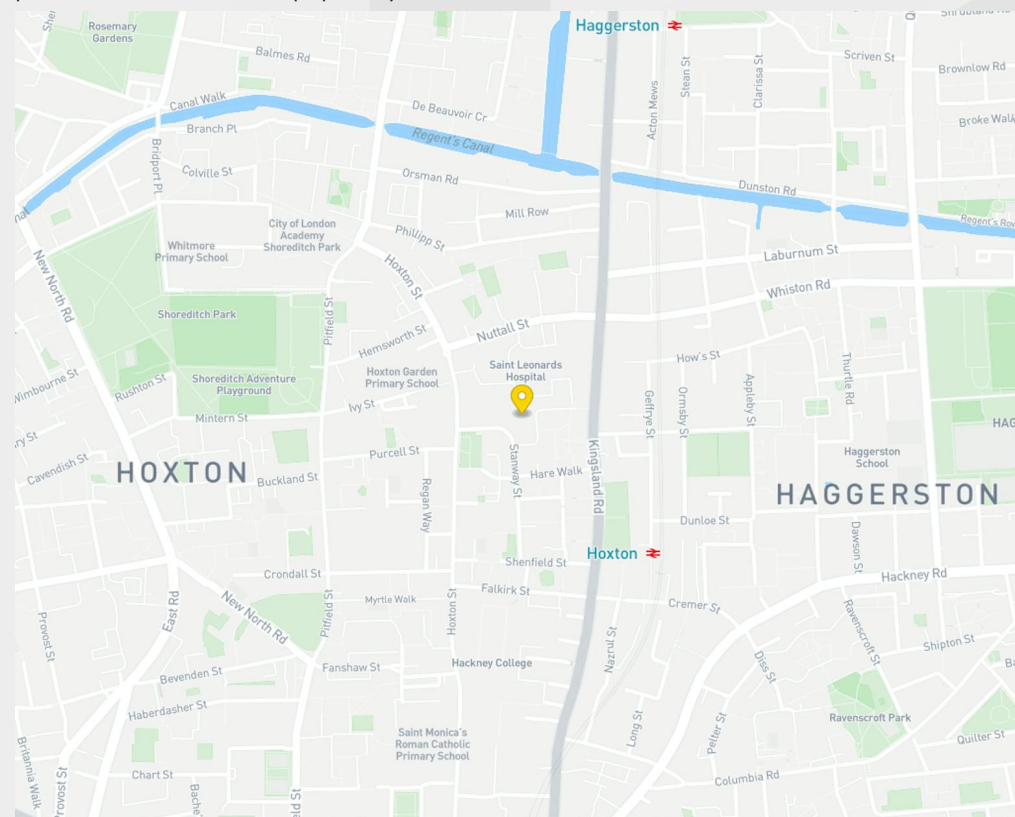 Haggerston
Rosemary
Gardens
Balmes Rd
Scriven St
Brownlow Rd
Stean St
Clarissa St
Acton Mews
Canal Walk
De Beauvoir Cr
Branch Pl
Broke Walk
Regent's Canal
Bridport Pl
Colville St
Orsman Rd
Dunston Rd
Mill Row
City of London
Academy
Shoreditch Park
Phillipp St
Whitmore
Primary School
Laburnum St
New North Rd
Hoxton St
Whiston Rd
Shoreditch Park
Pitfield St
Nuttall St
Hemsworth St
How's St
Saint Leonards
Hospital
Hoxton Garden
Primary School
Thurtle Rd
Wimbourne St
Rushton St
Shoreditch Adventure
Playground
Ivy St
Geffrye St
Ormsby St
Appleby St
Mintern St
HAG
Purcell St
Cavendish St
HOXTON
Buckland St
Stanway St
Hare Walk
Kingsland Rd
Haggerston
School
HAGGERSTON
Regan Way
Dunloe St
Dawson St
Hoxton
Shenfield St
Crondall St
Falkirk St
Hackney Rd
Myrtle Walk
Cremer St
East Rd
New North Rd
Pitfield St
Hoxton St
Provost St
Nazrul St
Ravenscroft St
Shipton St
Hackney College
Fanshaw St
Bevenden St
Diss St
Haberdasher St
Ravenscroft Park
Saint Monica's
Roman Catholic
Primary School
Long St
Pelter St
Quilter St
Britannia Walk
Provost St
Chart St
Columbia Rd